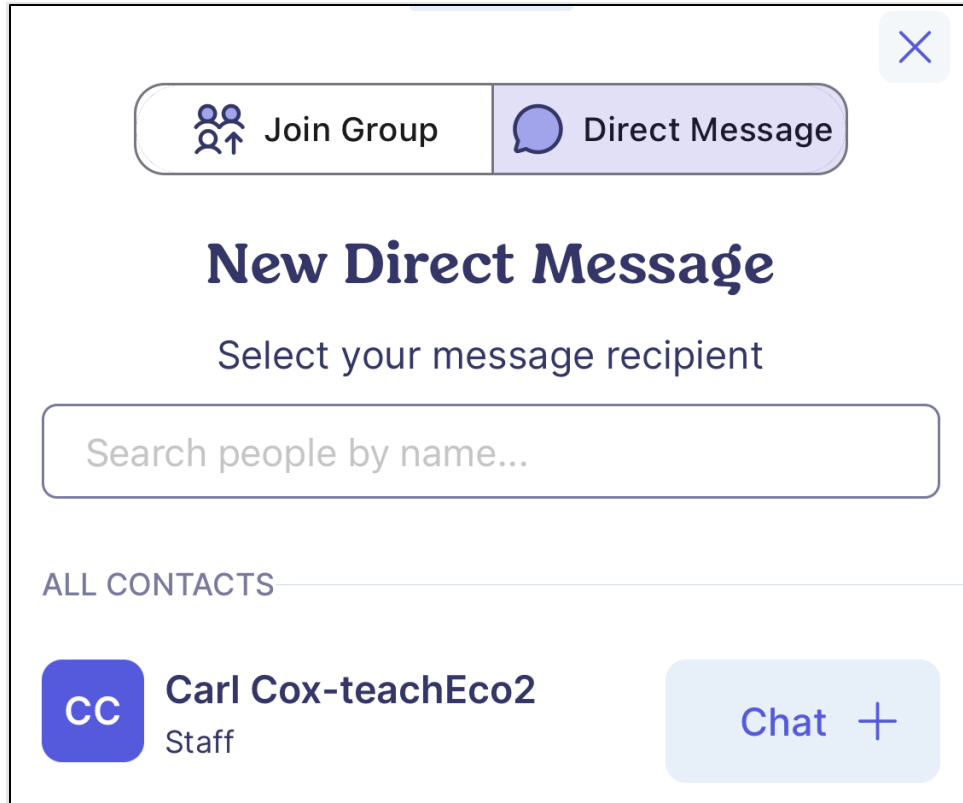 Join Group
Direct Message
New Direct Message
Select your message recipient
Search people by name...
ALL CONTACTS
CC
Carl Cox-teachEco2
Staff
Chat